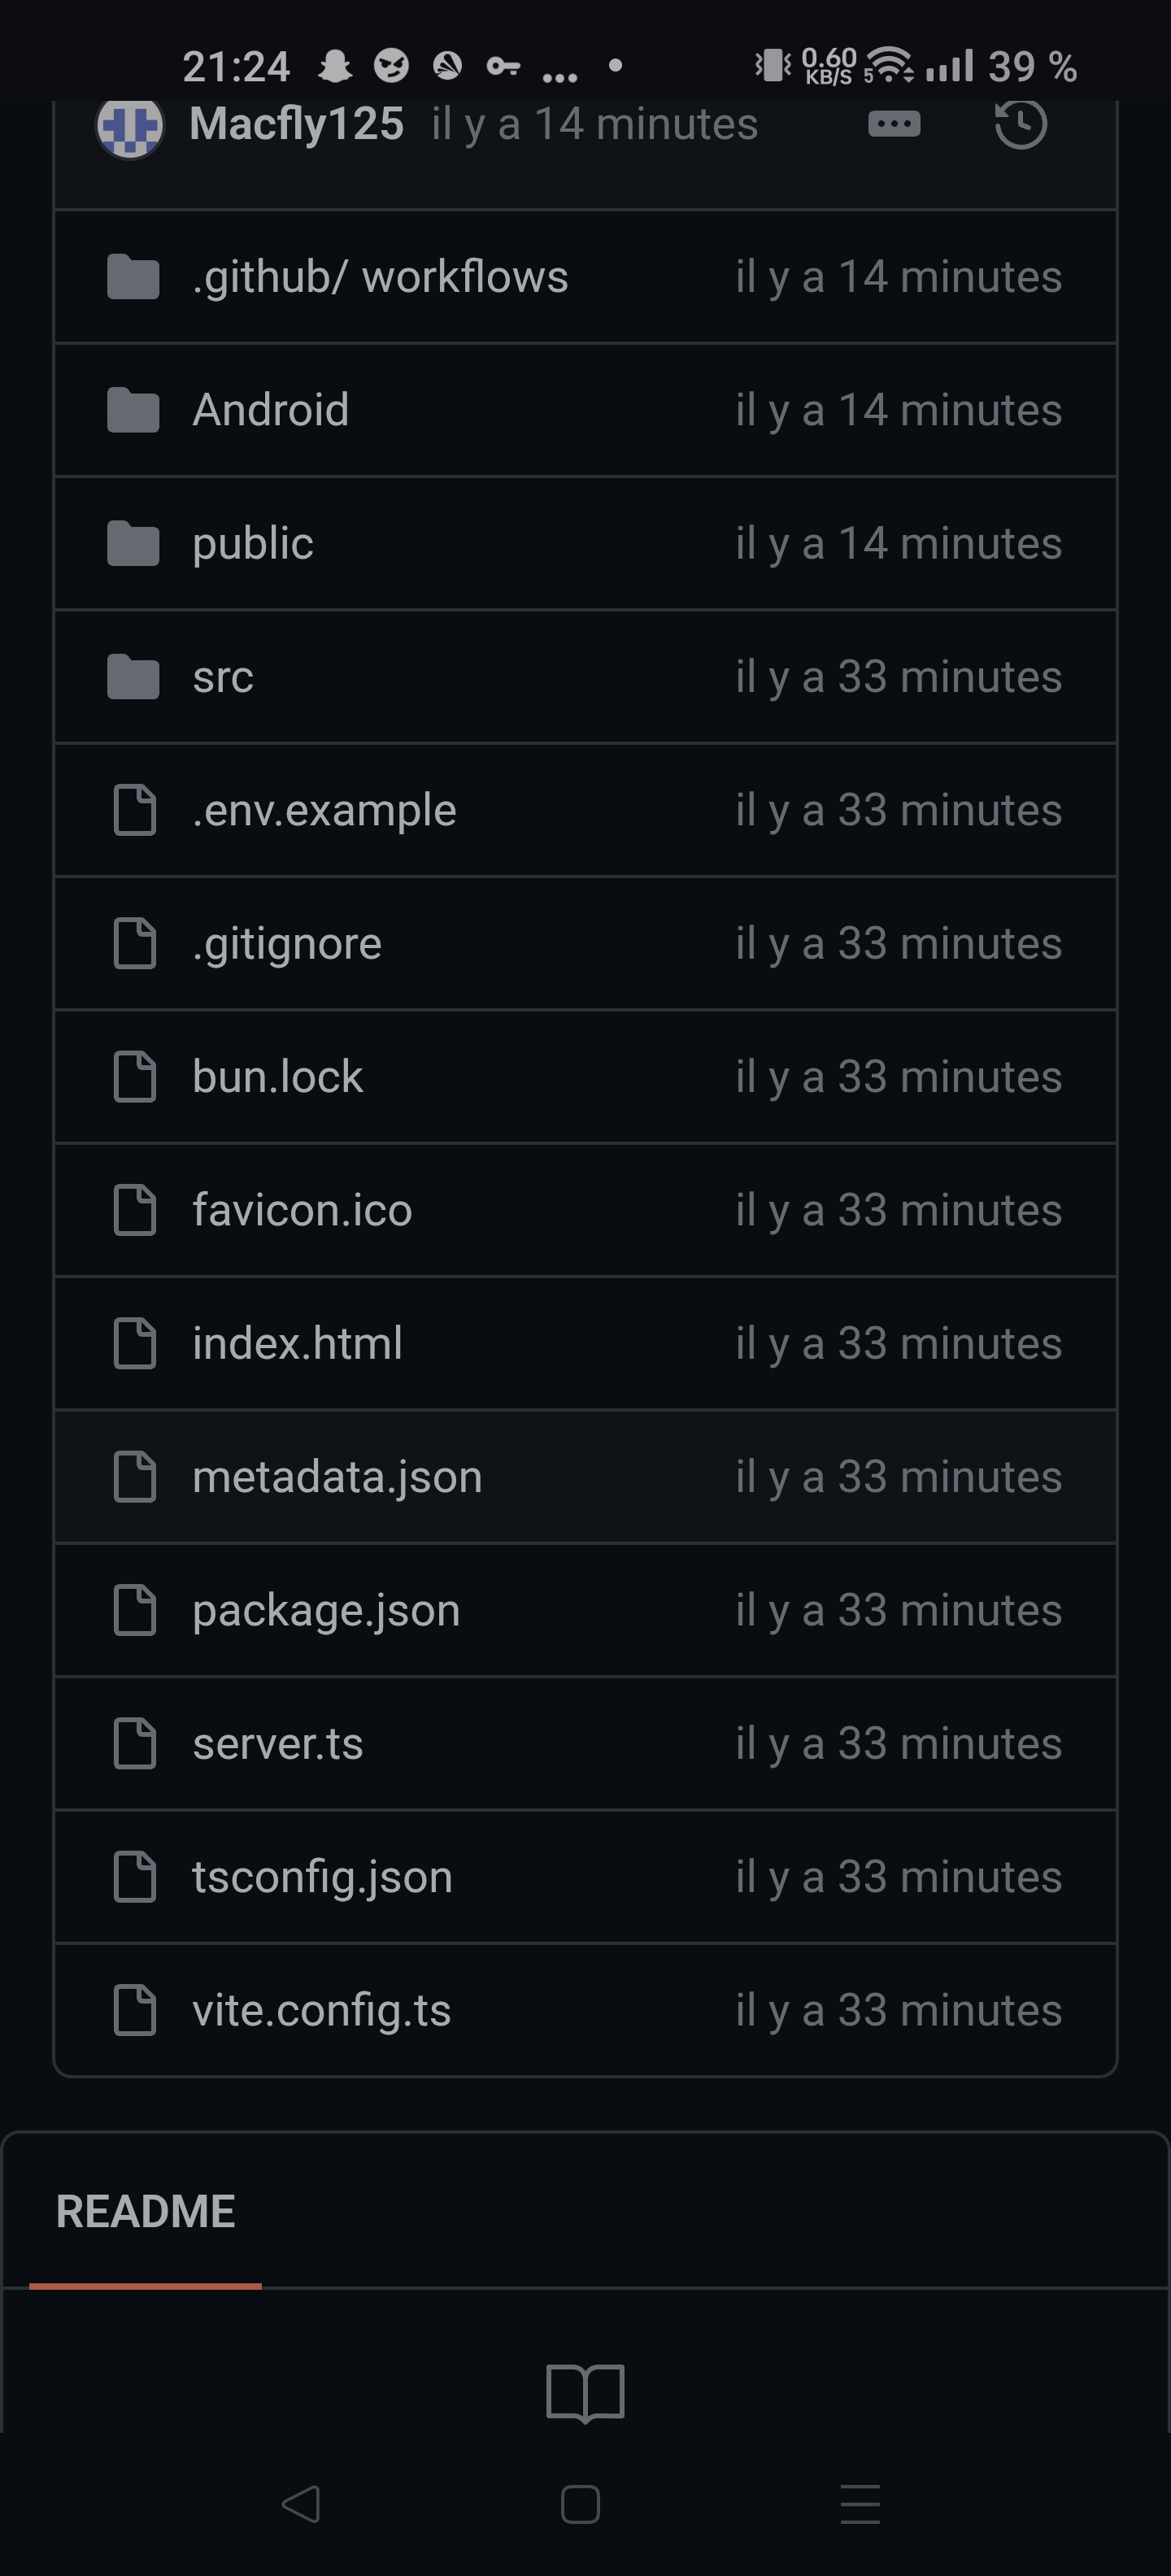 21:24 ... 0.60 KB/S 5 39 %
Macfly125 il y a 14 minutes
.github/ workflows il y a 14 minutes
Android il y a 14 minutes
public il y a 14 minutes
src il y a 33 minutes
.env.example il y a 33 minutes
.gitignore il y a 33 minutes
bun.lock il y a 33 minutes
favicon.ico il y a 33 minutes
index.html il y a 33 minutes
metadata.json il y a 33 minutes
package.json il y a 33 minutes
server.ts il y a 33 minutes
tsconfig.json il y a 33 minutes
vite.config.ts il y a 33 minutes
README